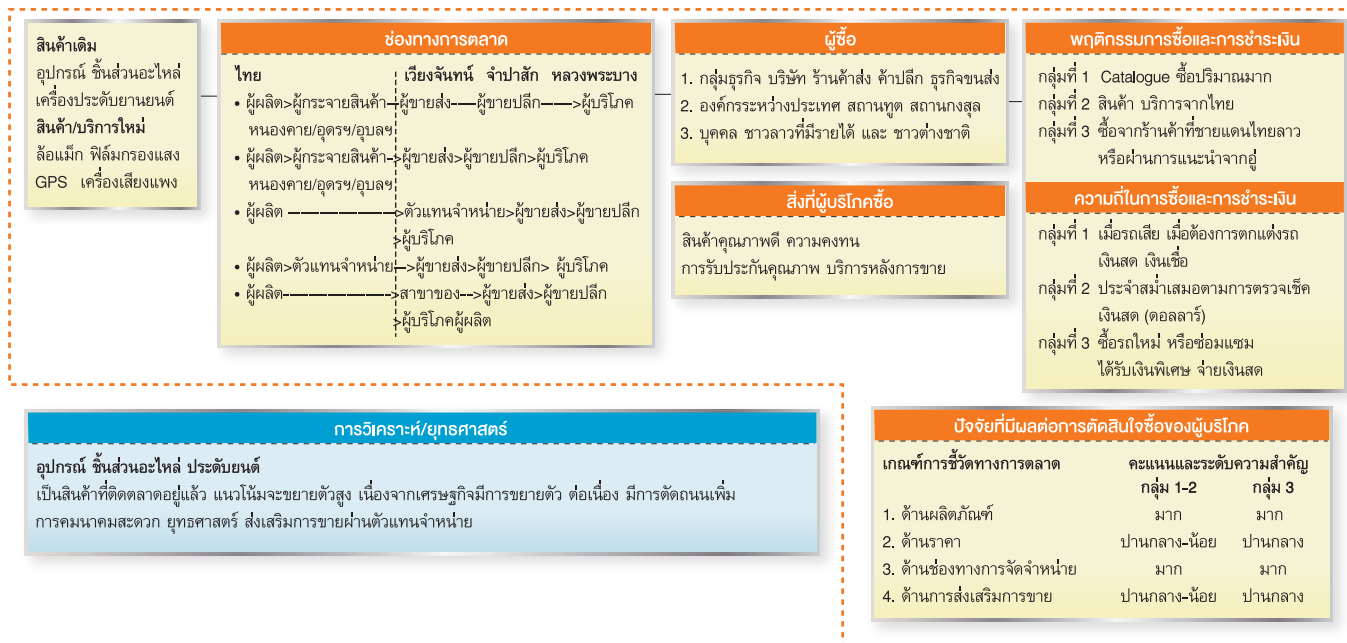 สินค้าเดิม
อุปกรณ์ ชิ้นส่วนอะไหล่
เครื่องประดับยานยนต์
สินค้า/บริการใหม่
ล้อแม็ก ฟิล์มกรองแสง
GPS เครื่องเสียงแพง
ช่องทางการตลาด
ไทย เวียงจันทน์ จำปาสัก หลวงพระบาง
• ผู้ผลิต>ผู้กระจายสินค้า--ผู้ขายส่ง----ผู้ขายปลีก------>ผู้บริโภค
หนองคาย/อุดรฯ/อุบลฯ
• ผู้ผลิต>ผู้กระจายสินค้า->ผู้ขายส่ง>ผู้ขายปลีก>ผู้บริโภค
หนองคาย/อุดรฯ/อุบลฯ
• ผู้ผลิต ------------------->ตัวแทนจำหน่าย>ผู้ขายส่ง>ผู้ขายปลีก
>ผู้บริโภค
• ผู้ผลิต>ตัวแทนจำหน่าย-->ผู้ขายส่ง>ผู้ขายปลีก> ผู้บริโภค
• ผู้ผลิต------------------->สาขาของ-->ผู้ขายส่ง>ผู้ขายปลีก
>ผู้บริโภคผู้ผลิต
ผู้ซื้อ
1. กลุ่มธุรกิจ บริษัท ร้านค้าส่ง ค้าปลีก ธุรกิจขนส่ง
2. องค์กรระหว่างประเทศ สถานทูต สถานกงสุล
3. บุคคล ชาวลาวที่มีรายได้ และ ชาวต่างชาติ
สิ่งที่ผู้บริโภคซื้อ
สินค้าคุณภาพดี ความคงทน
การรับประกันคุณภาพ บริการหลังการขาย
พฤติกรรมการซื้อและการชำระเงิน
กลุ่มที่ 1 Catalogue ซื้อปริมาณมาก
กลุ่มที่ 2 สินค้า บริการจากไทย
กลุ่มที่ 3 ซื้อจากร้านค้าที่ชายแดนไทยลาว
หรือผ่านการแนะนำจากอู่
ความถี่ในการซื้อและการชำระเงิน
กลุ่มที่ 1 เมื่อรถเสีย เมื่อต้องการตกแต่งรถ
เงินสด เงินเชื่อ
กลุ่มที่ 2 ประจำสม่ำเสมอตามการตรวจเช็ค
เงินสด (ดอลลาร์)
กลุ่มที่ 3 ซื้อรถใหม่ หรือซ่อมแซม
ได้รับเงินพิเศษ จ่ายเงินสด
การวิเคราะห์/ยุทธศาสตร์
อุปกรณ์ ชิ้นส่วนอะไหล่ ประดับยนต์
เป็นสินค้าที่ติดตลาดอยู่แล้ว แนวโน้มจะขยายตัวสูง เนื่องจากเศรษฐกิจมีการขยายตัว ต่อเนื่อง มีการตัดถนนเพิ่ม
การคมนาคมสะดวก ยุทธศาสตร์ ส่งเสริมการขายผ่านตัวแทนจำหน่าย
ปัจจัยที่มีผลต่อการตัดสินใจซื้อของผู้บริโภค
เกณฑ์การชี้วัดทางการตลาด คะแนนและระดับความสำคัญ
กลุ่ม 1-2 กลุ่ม 3
1. ด้านผลิตภัณฑ์ มาก มาก
2. ด้านราคา ปานกลาง-น้อย ปานกลาง
3. ด้านช่องทางการจัดจำหน่าย มาก มาก
4. ด้านการส่งเสริมการขาย ปานกลาง-น้อย ปานกลาง